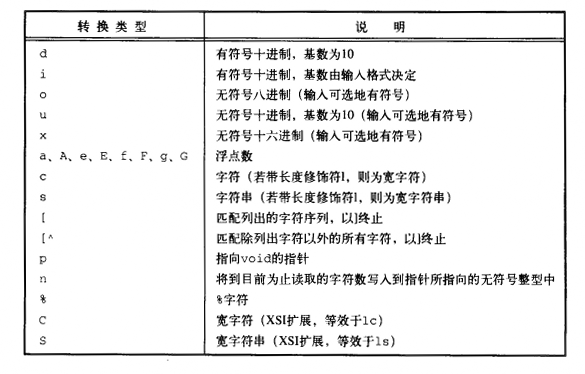 转换类型 说 明
d 有符号十进制，基数为10
i 有符号十进制，基数由输入格式决定
o 无符号八进制（输入可选地有符号）
u 无符号十进制，基数为10（输入可选地有符号）
x 无符号十六进制（输入可选地有符号）
a、A、e、E、f、F、g、G 浮点数
c 字符（若带长度修饰符l，则为宽字符）
s 字符串（若带长度修饰符l，则为宽字符串）
[ 匹配列出的字符序列，以]终止
[^ 匹配除列出字符以外的所有字符，以]终止
p 指向void的指针
n 将到目前为止读取的字符数写入到指针所指向的无符号整型中
% %字符
C 宽字符（XSI扩展，等效于lc）
S 宽字符串（XSI扩展，等效于ls）